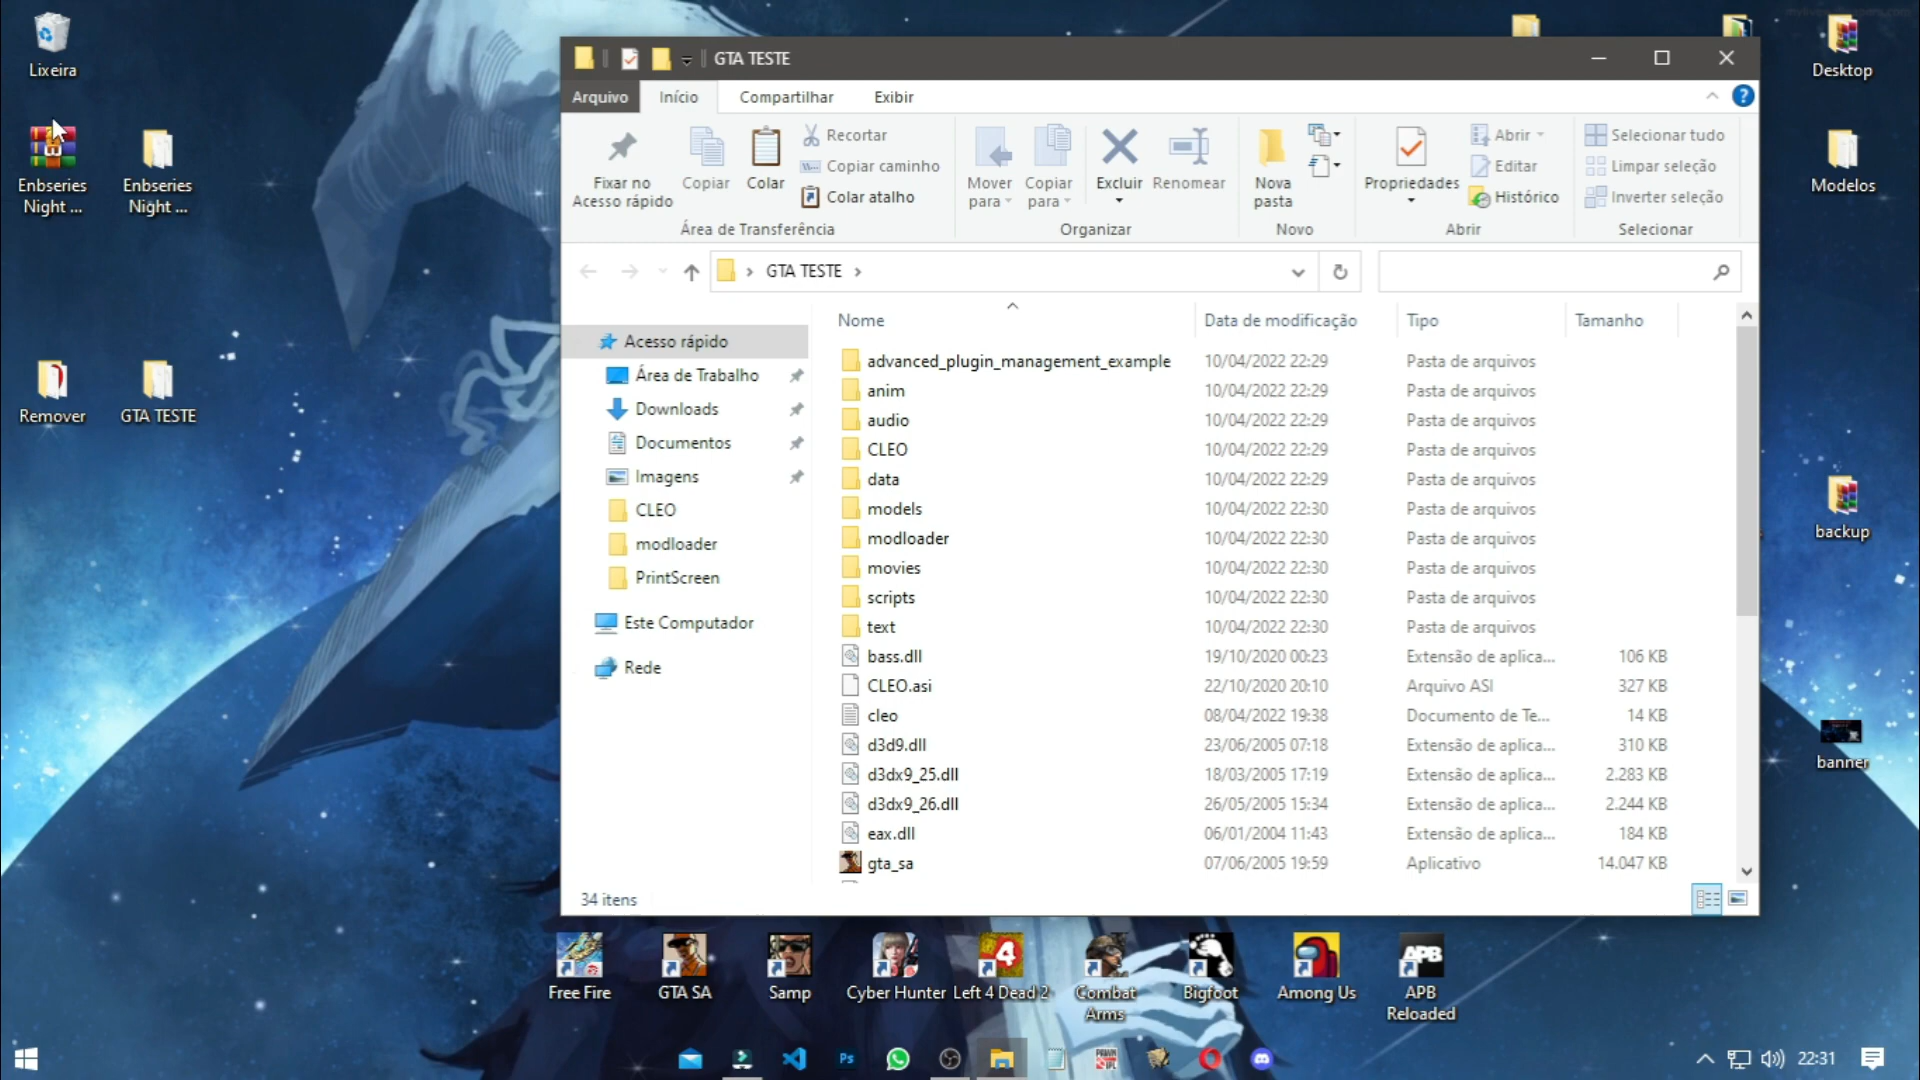 Lixeira
Enbseries
Night ...
Enbseries
Night ...
Remover
GTA TESTE
GTA TESTE
Arquivo
Início
Compartilhar
Exibir
Fixar no
Acesso rápido
Copiar
Colar
Recortar
Copiar caminho
Colar atalho
Área de Transferência
Mover
para
Copiar
para
Excluir
Renomear
Organizar
Nova
pasta
Novo
Propriedades
Abrir
Editar
Histórico
Abrir
Selecionar tudo
Limpar seleção
Inverter seleção
Selecionar
GTA TESTE
Acesso rápido
Área de Trabalho
Downloads
Documentos
Imagens
CLEO
modloader
PrintScreen
Este Computador
Rede
Nome Data de modificação Tipo Tamanho
advanced_plugin_management_example 10/04/2022 22:29 Pasta de arquivos
anim 10/04/2022 22:29 Pasta de arquivos
audio 10/04/2022 22:29 Pasta de arquivos
CLEO 10/04/2022 22:29 Pasta de arquivos
data 10/04/2022 22:29 Pasta de arquivos
models 10/04/2022 22:30 Pasta de arquivos
modloader 10/04/2022 22:30 Pasta de arquivos
movies 10/04/2022 22:30 Pasta de arquivos
scripts 10/04/2022 22:30 Pasta de arquivos
text 10/04/2022 22:30 Pasta de arquivos
bass.dll 19/10/2020 00:23 Extensão de aplica... 106 KB
CLEO.asi 22/10/2020 20:10 Arquivo ASI 327 KB
cleo 08/04/2022 19:38 Documento de Te... 14 KB
d3d9.dll 23/06/2005 07:18 Extensão de aplica... 310 KB
d3dx9_25.dll 18/03/2005 17:19 Extensão de aplica... 2.283 KB
d3dx9_26.dll 26/05/2005 15:34 Extensão de aplica... 2.244 KB
eax.dll 06/01/2004 11:43 Extensão de aplica... 184 KB
gta_sa 07/06/2005 19:59 Aplicativo 14.047 KB
34 itens
Desktop
Modelos
backup
banner
Free Fire
GTA SA
Samp
Cyber Hunter
4
Left 4 Dead 2
Combat
Arms
Bigfoot
Among Us
APB
APB
Reloaded
Ps
22:31